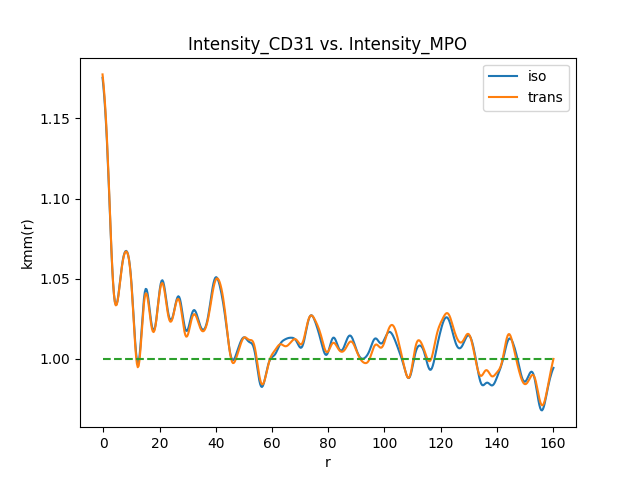 Intensity_CD31 vs. Intensity_MPO
iso
trans
1.15
1.10
1.05
1.00
kmm(r)
0 20 40 60 80 100 120 140 160
r